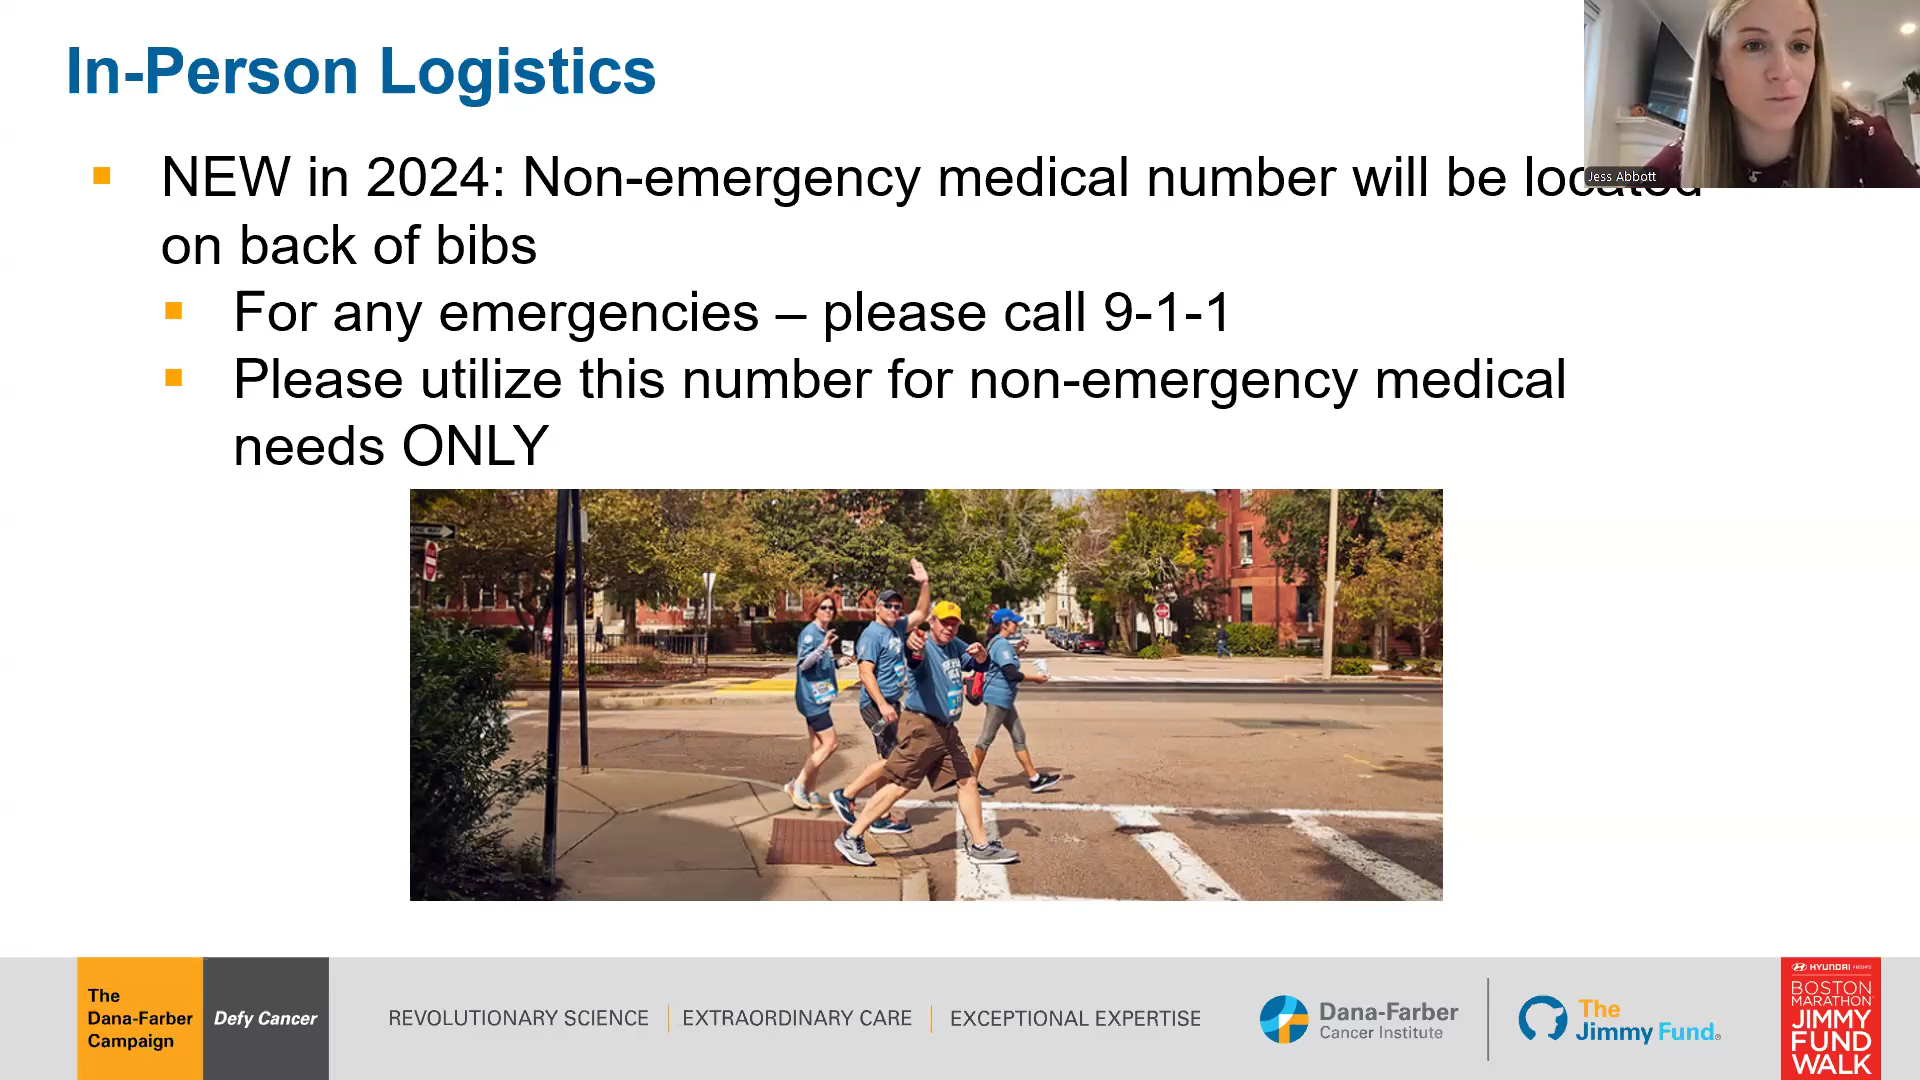 In-Person Logistics
NEW in 2024: Non-emergency medical number will be located
on back of bibs
For any emergencies – please call 9-1-1
Please utilize this number for non-emergency medical
needs ONLY
Jess Abbott
The
Dana-Farber
Campaign
Defy Cancer
REVOLUTIONARY SCIENCE
EXTRAORDINARY CARE
EXCEPTIONAL EXPERTISE
Dana-Farber
Cancer Institute
The
Jimmy Fund®
HYUNDAI
BOSTON
MARATHON
JIMMY
FUND
WALK